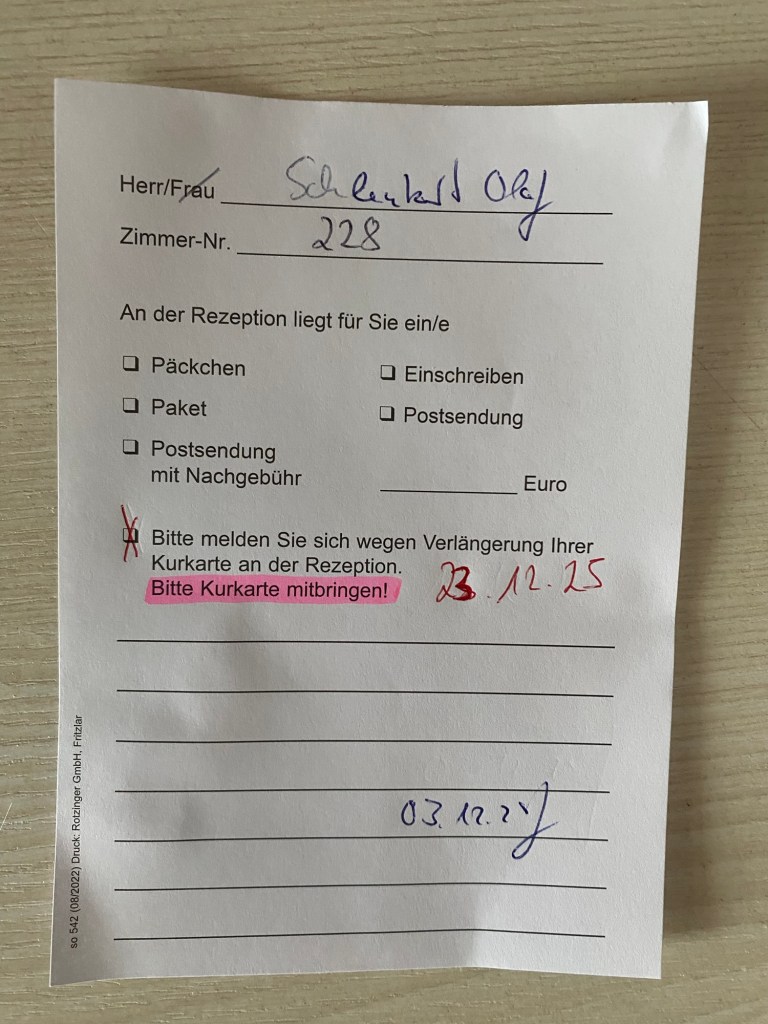 Herr/Frau Schlenkert Olaf
Zimmer-Nr. 228
An der Rezeption liegt für Sie ein/e
Päckchen
Einschreiben
Paket
Postsendung
Postsendung
mit Nachgebühr
Euro
Bitte melden Sie sich wegen Verlängerung Ihrer
Kurkarte an der Rezeption.
Bitte Kurkarte mitbringen! 23.12.25
03.12.
so 542 (08/2022) Druck: Rotzinger GmbH, Fritzlar